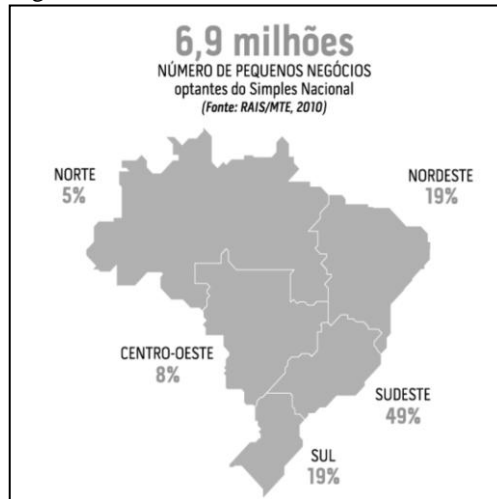 6,9 milhões
NÚMERO DE PEQUENOS NEGÓCIOS
optantes do Simples Nacional
(Fonte: RAIS/MTE, 2010)
NORTE
5%
NORDESTE
19%
CENTRO-OESTE
8%
SUDESTE
49%
SUL
19%